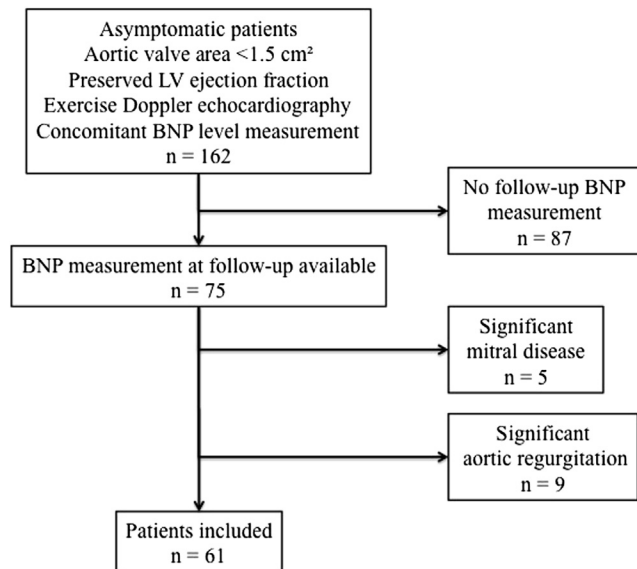 Asymptomatic patients
Aortic valve area <1.5 cm²
Preserved LV ejection fraction
Exercise Doppler echocardiography
Concomitant BNP level measurement
n = 162
No follow-up BNP
measurement
n = 87
BNP measurement at follow-up available
n = 75
Significant
mitral disease
n = 5
Significant
aortic regurgitation
n = 9
Patients included
n = 61